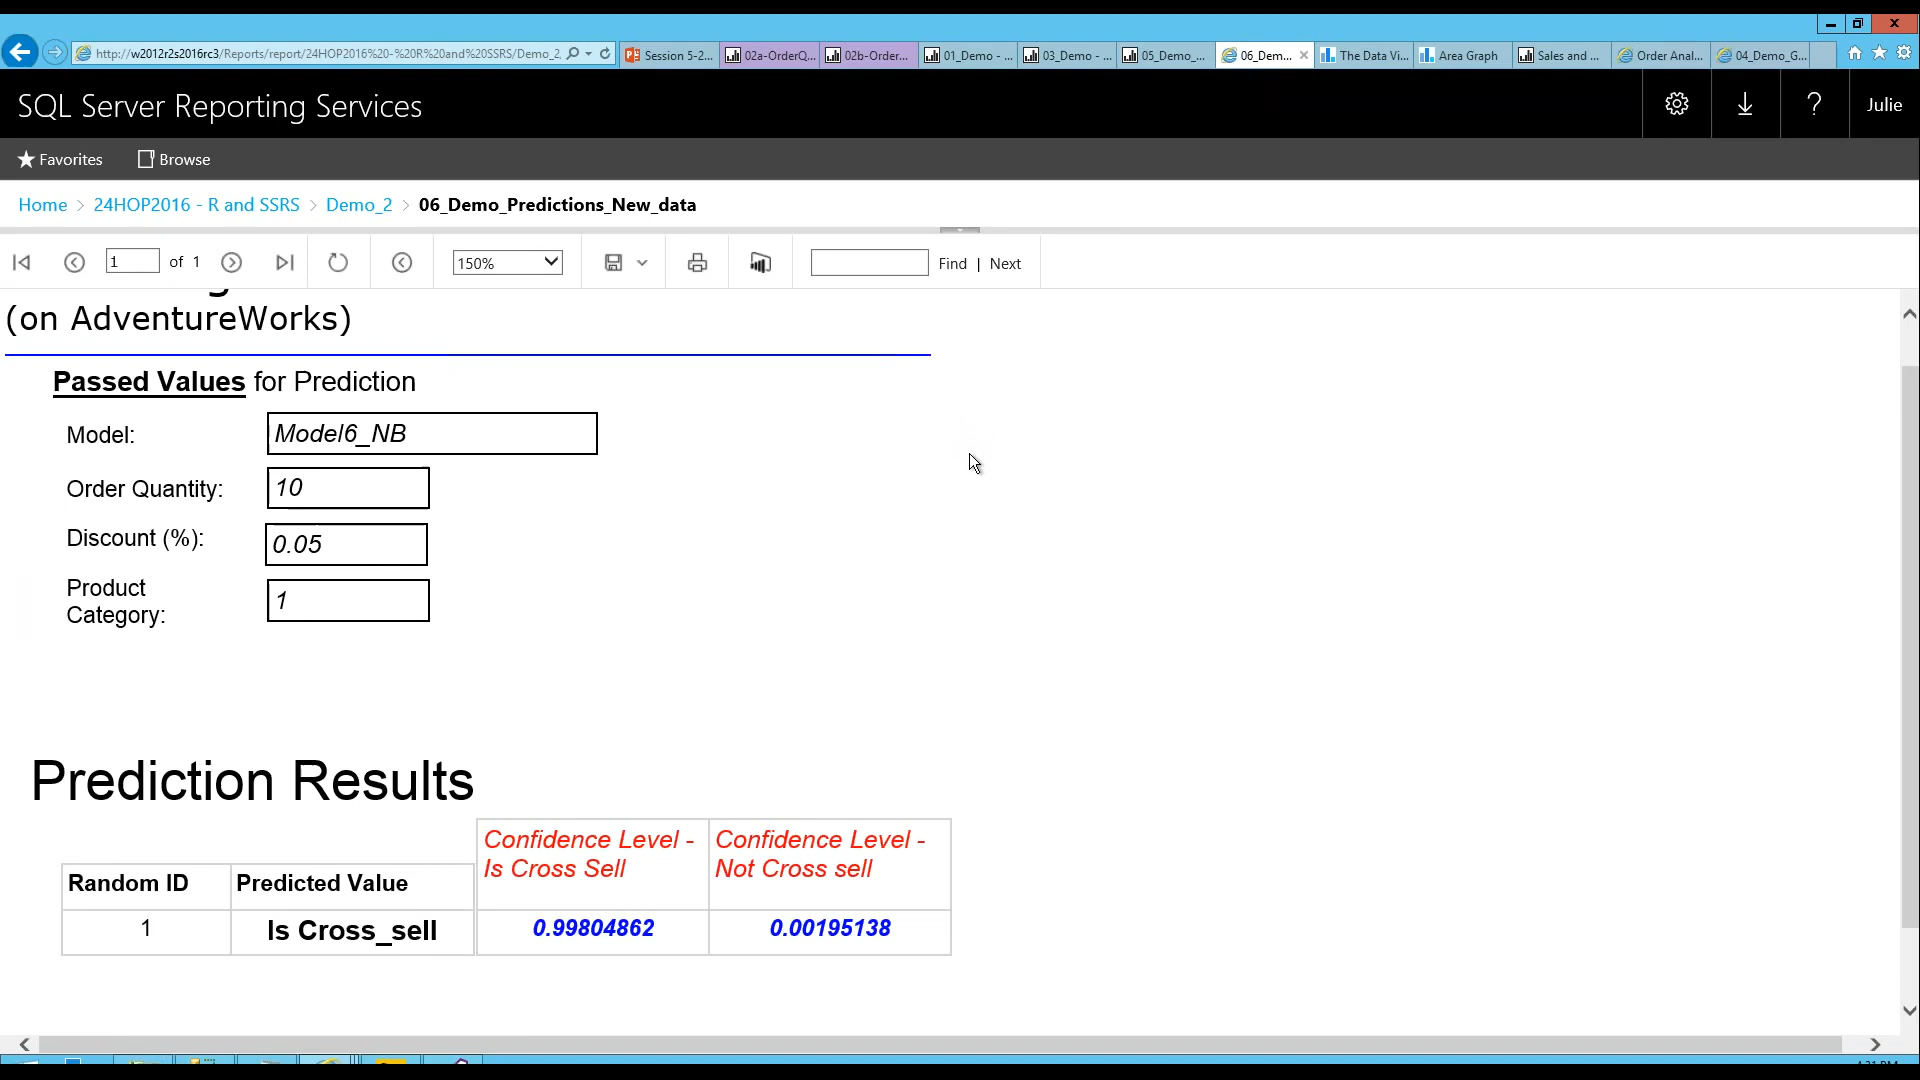 http://w2012r2s2016rc3/Reports/report/24HOP2016%20-%20R%20and%20SSRS/Demo_2
Session 5-2... 02a-OrderQ... 02b-Order... 01_Demo - ... 03_Demo - ... 05_Demo_... 06_Dem... The Data Vi... Area Graph Sales and ... Order Anal... 04_Demo_G...
SQL Server Reporting Services
? Julie
Favorites Browse
Home > 24HOP2016 - R and SSRS > Demo_2 > 06_Demo_Predictions_New_data
1 of 1 150% Find | Next
(on AdventureWorks)
Passed Values for Prediction
Model: Model6_NB
Order Quantity: 10
Discount (%): 0.05
Product
Category: 1
Prediction Results
Confidence Level - Confidence Level -
Is Cross Sell Not Cross sell
Random ID Predicted Value
1 Is Cross_sell 0.99804862 0.00195138